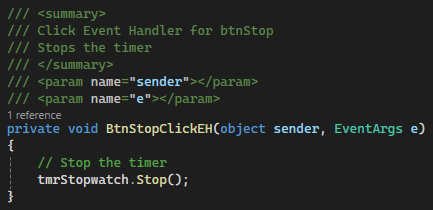 /// <summary>
/// Click Event Handler for btnStop
/// Stops the timer
/// </summary>
/// <param name="sender"></param>
/// <param name="e"></param>
1 reference
private void BtnStopClickEH(object sender, EventArgs e)
{
    // Stop the timer
    tmrStopwatch.Stop();
}